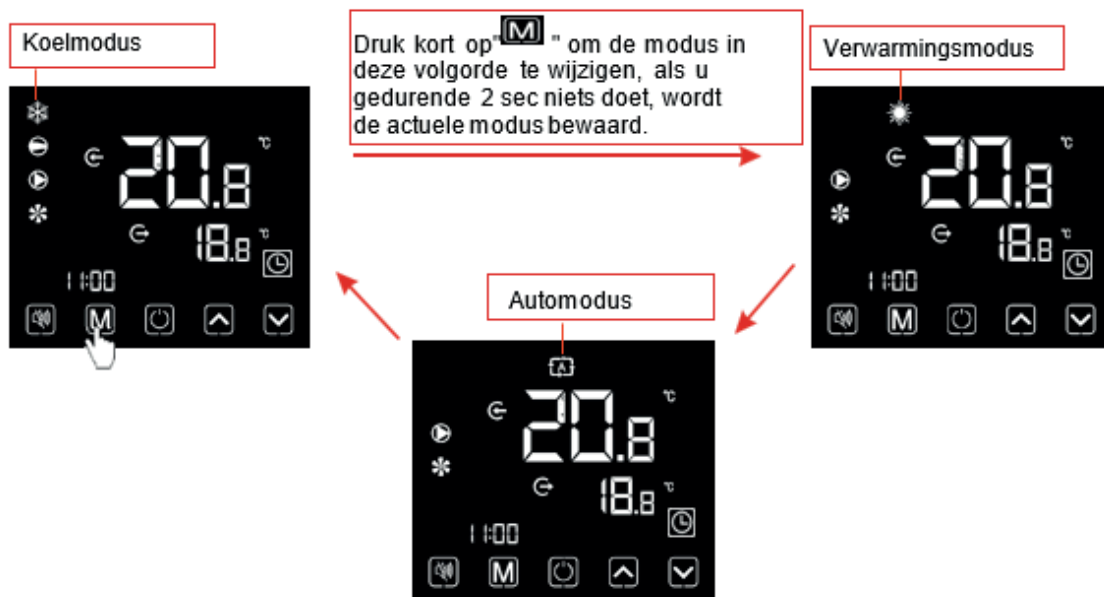 Koelmodus
Druk kort op"M " om de modus in
deze volgorde te wijzigen, als u
gedurende 2 sec niets doet, wordt
de actuele modus bewaard.
Verwarmingsmodus
20.8 °C
18.8 °C
11:00
M
20.8 °C
18.8 °C
11:00
M
Automodus
A
20.8 °C
18.8 °C
11:00
M